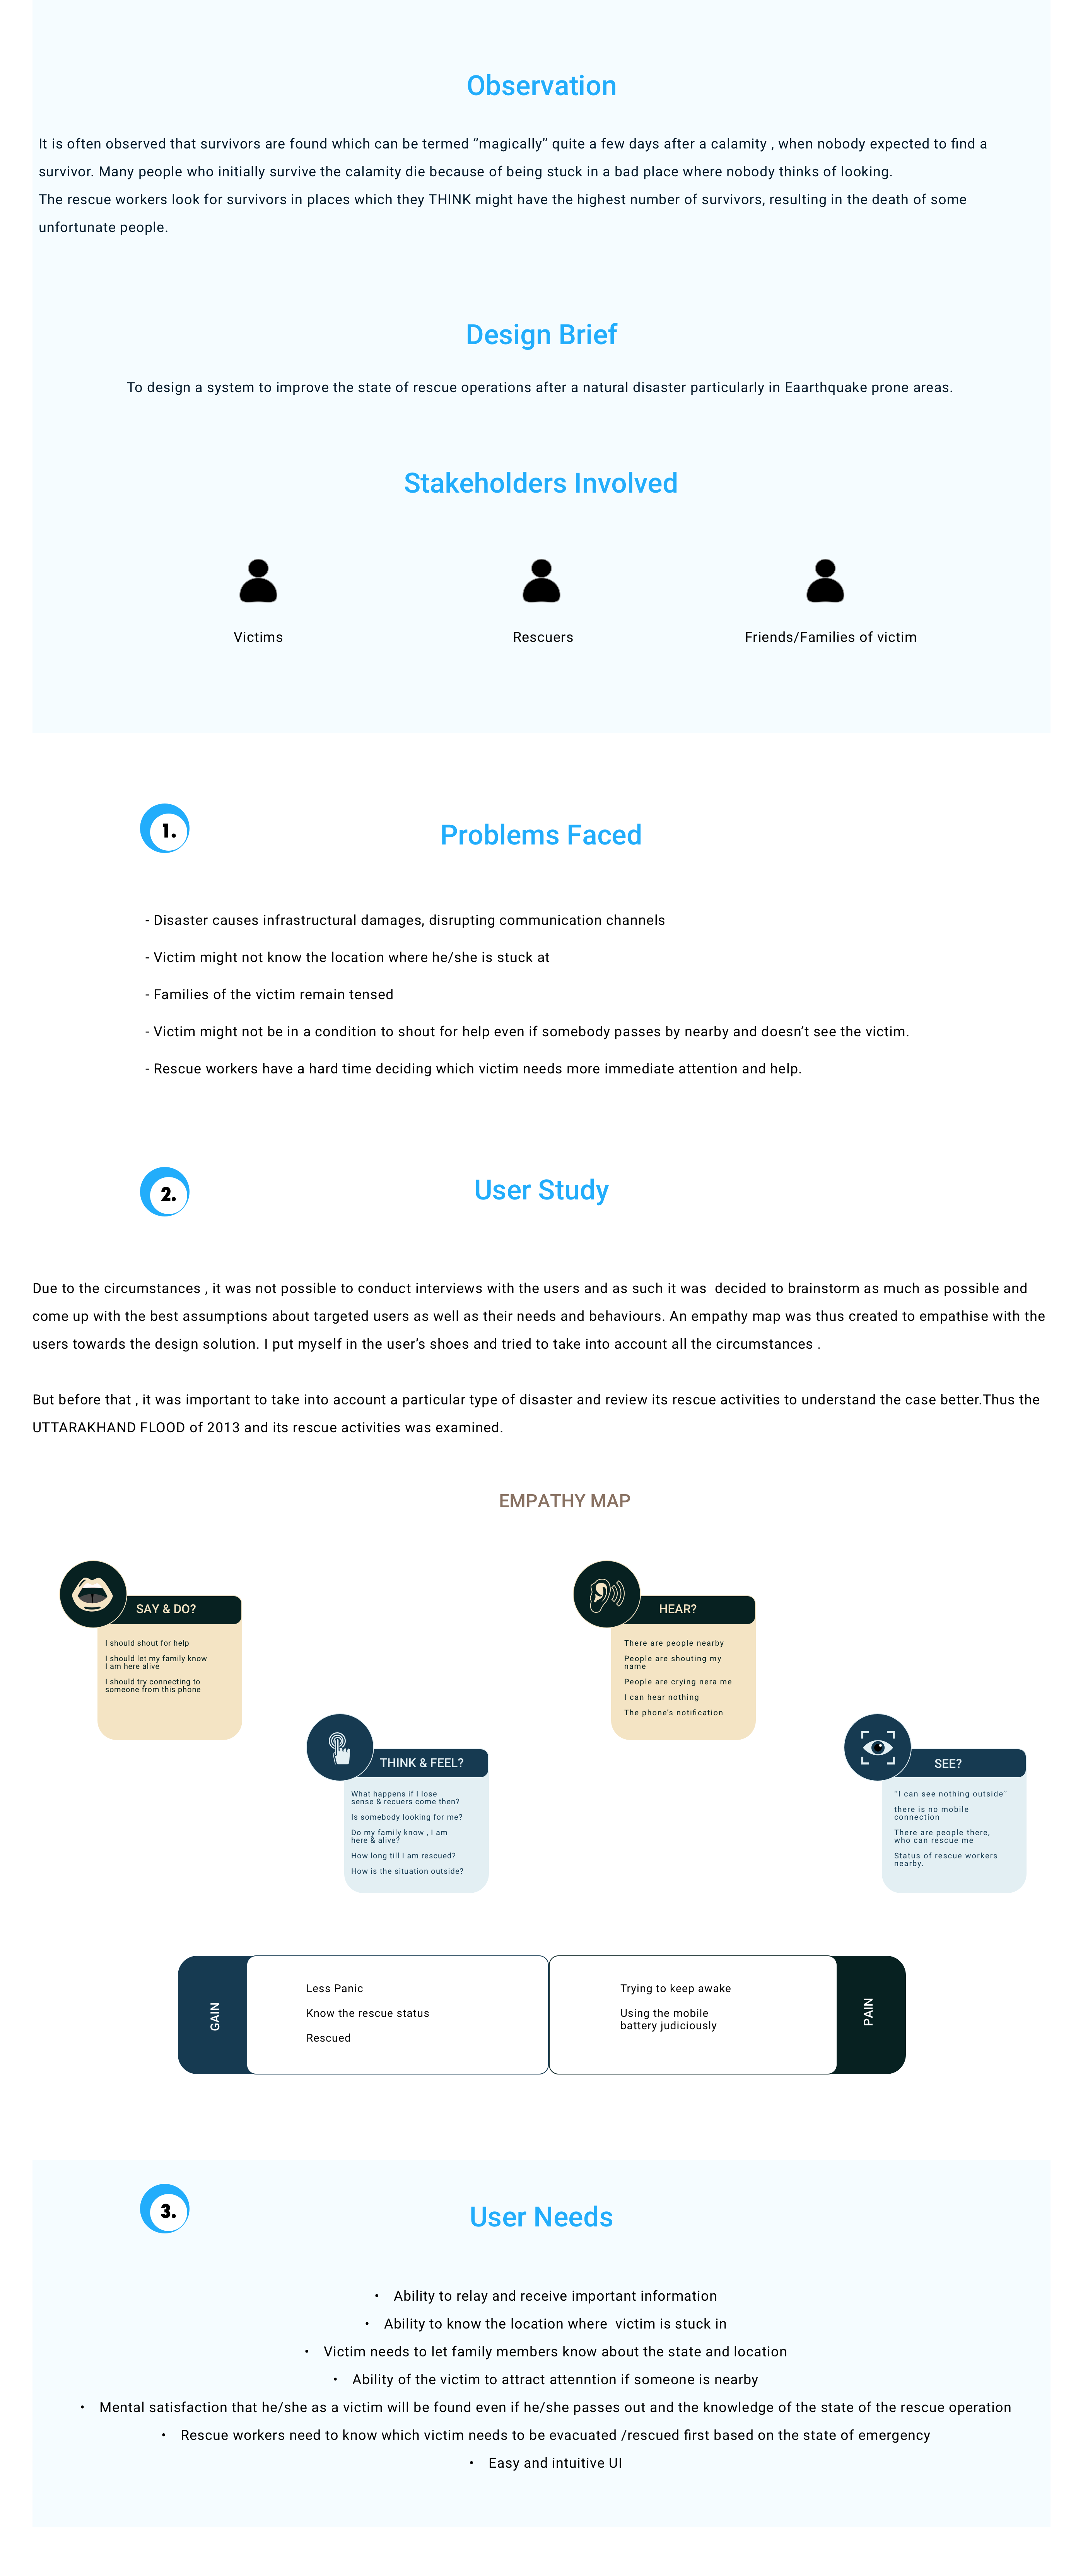 Observation
It is often observed that survivors are found which can be termed “magically” quite a few days after a calamity , when nobody expected to find a
survivor. Many people who initially survive the calamity die because of being stuck in a bad place where nobody thinks of looking.
The rescue workers look for survivors in places which they THINK might have the highest number of survivors, resulting in the death of some
unfortunate people.
Design Brief
To design a system to improve the state of rescue operations after a natural disaster particularly in Eaarthquake prone areas.
Stakeholders Involved
Victims
Rescuers
Friends/Families of victim
1.
Problems Faced
- Disaster causes infrastructural damages, disrupting communication channels
- Victim might not know the location where he/she is stuck at
- Families of the victim remain tensed
- Victim might not be in a condition to shout for help even if somebody passes by nearby and doesn’t see the victim.
- Rescue workers have a hard time deciding which victim needs more immediate attention and help.
2.
User Study
Due to the circumstances , it was not possible to conduct interviews with the users and as such it was  decided to brainstorm as much as possible and
come up with the best assumptions about targeted users as well as their needs and behaviours. An empathy map was thus created to empathise with the
users towards the design solution. I put myself in the user’s shoes and tried to take into account all the circumstances .
But before that , it was important to take into account a particular type of disaster and review its rescue activities to understand the case better.Thus the
UTTARAKHAND FLOOD of 2013 and its rescue activities was examined.
EMPATHY MAP
SAY & DO?
I should shout for help
I should let my family know
I am here alive
I should try connecting to
someone from this phone
THINK & FEEL?
What happens if I lose
sense & recuers come then?
Is somebody looking for me?
Do my family know , I am
here & alive?
How long till I am rescued?
How is the situation outside?
HEAR?
There are people nearby
People are shouting my
name
People are crying nera me
I can hear nothing
The phone’s notification
SEE?
“I can see nothing outside”
there is no mobile
connection
There are people there,
who can rescue me
Status of rescue workers
nearby.
GAIN
Less Panic
Know the rescue status
Rescued
Trying to keep awake
Using the mobile
battery judiciously
PAIN
3.
User Needs
• Ability to relay and receive important information
• Ability to know the location where  victim is stuck in
• Victim needs to let family members know about the state and location
• Ability of the victim to attract attenntion if someone is nearby
• Mental satisfaction that he/she as a victim will be found even if he/she passes out and the knowledge of the state of the rescue operation
• Rescue workers need to know which victim needs to be evacuated /rescued first based on the state of emergency
• Easy and intuitive UI